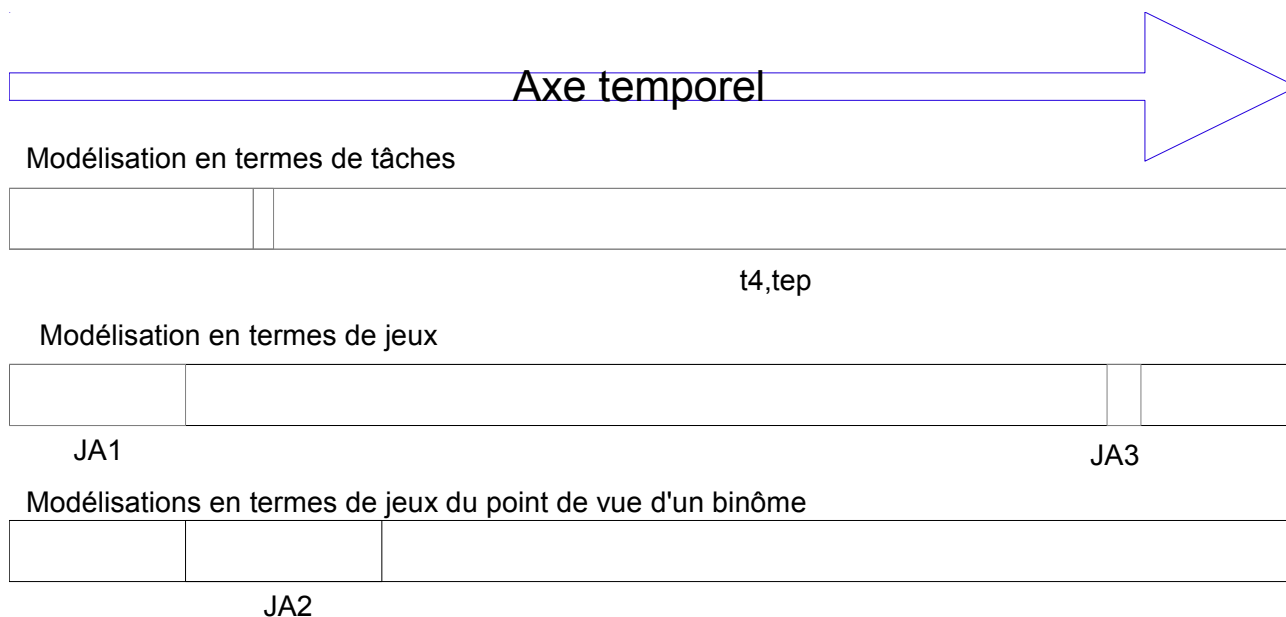 Axe temporel
Modélisation en termes de tâches
t4,tep
Modélisation en termes de jeux
JA1
JA3
Modélisations en termes de jeux du point de vue d'un binôme
JA2